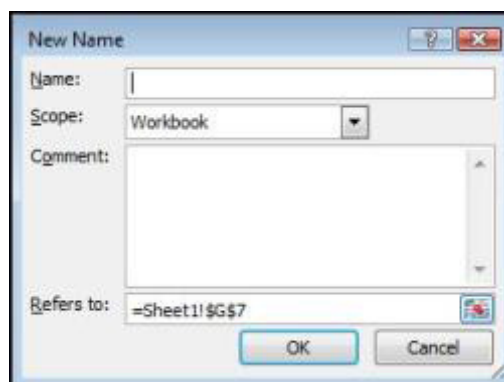 New Name
Name:
Scope: Workbook
Comment:
Refers to: =Sheet1!$G$7
OK Cancel